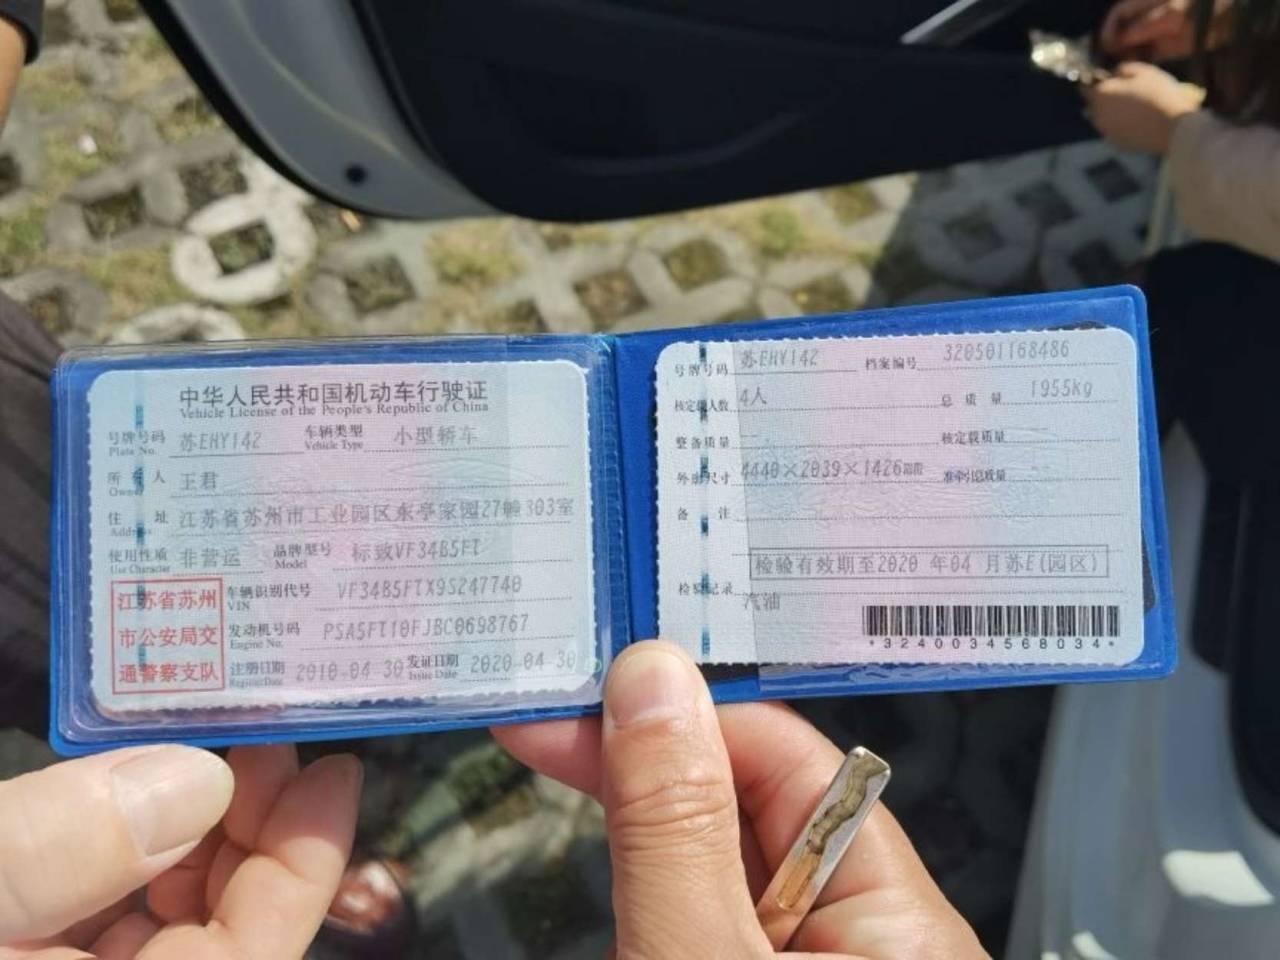 中华人民共和国机动车行驶证
Vehicle License of the People's Republic of China
号牌号码 苏EHY142 车辆类型 小型轿车
Plate No. Vehicle Type
所有人 王君
Owner
住址 江苏省苏州市工业园区东亭家园27幢303室
Address
使用性质 非营运 品牌型号 标致VF34B5FT
Use Character Model
江苏省苏州
市公安局交
通警察支队
车辆识别代号 VF34B5FTX9S247740
VIN
发动机号码 PSA5FT10FJBC0698767
Engine No.
注册日期 2010-04-30 发证日期 2020-04-30
Register Date Issue Date
号牌号码 苏EHY142 档案编号 320501168486
核定载人数 4人 总质量 1955kg
整备质量 -- 核定载质量 --
外廓尺寸 4440×2039×1426mm 准牵引总质量 --
备注
检验有效期至2020 年04 月苏E(园区)
检验记录
汽油
*3240034568034*